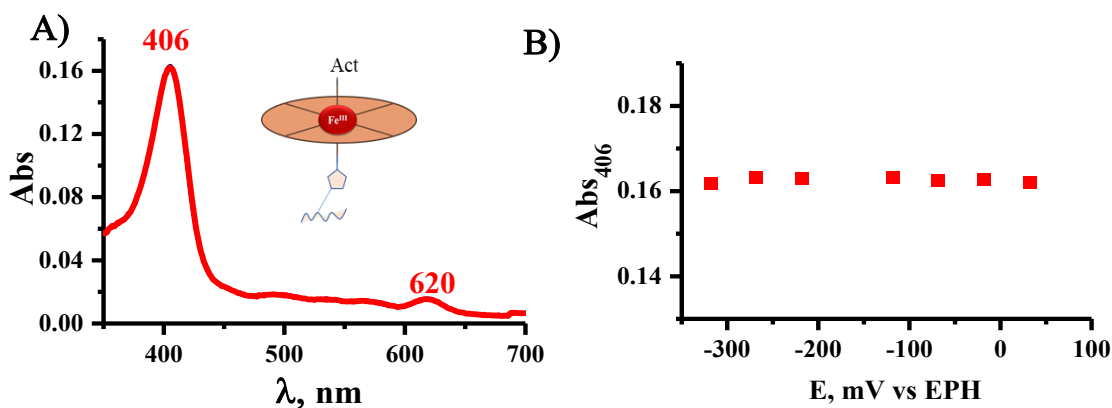 A)
406
Act
Fe^III
620
0.16
0.12
0.08
0.04
0.00
Abs
400
500
600
700
λ, nm
B)
0.18
0.16
0.14
Abs₄₀₆
-300
-200
-100
0
100
E, mV vs EPH